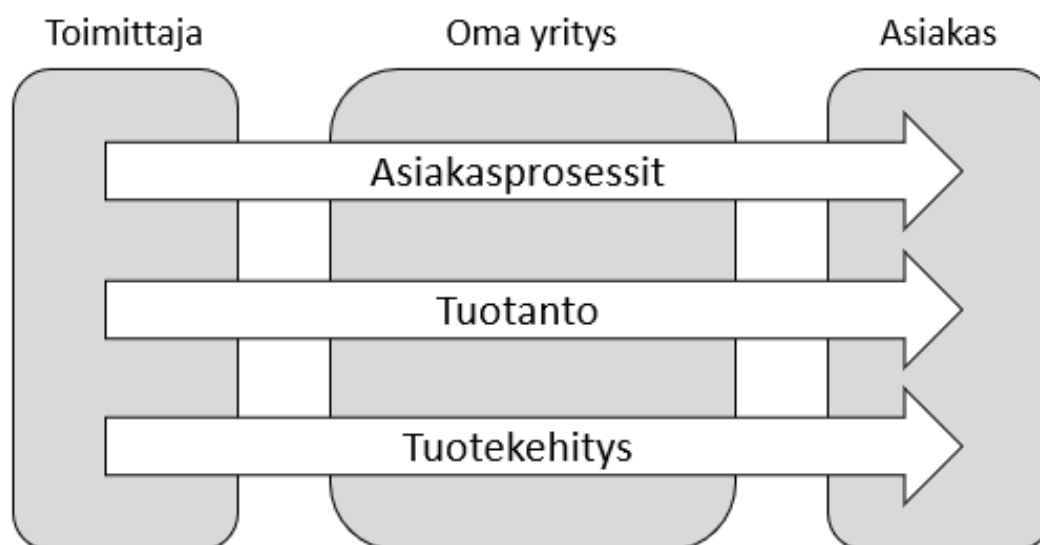 Toimittaja
Oma yritys
Asiakas
Asiakasprosessit
Tuotanto
Tuotekehitys